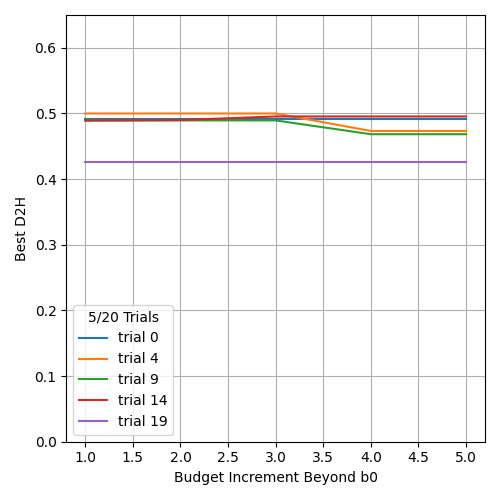 0.6
0.5
0.4
0.3
0.2
0.1
0.0
Best D2H
5/20 Trials
trial 0
trial 4
trial 9
trial 14
trial 19
1.0 1.5 2.0 2.5 3.0 3.5 4.0 4.5 5.0
Budget Increment Beyond b0